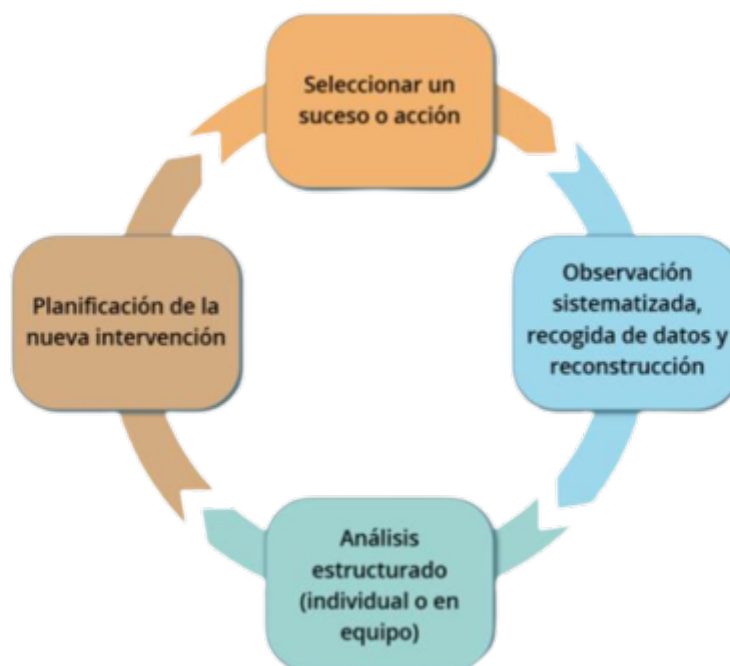 Seleccionar un
suceso o acción
Observación
sistematizada,
recogida de datos y
reconstrucción
Análisis
estructurado
(individual o en
equipo)
Planificación de la
nueva intervención